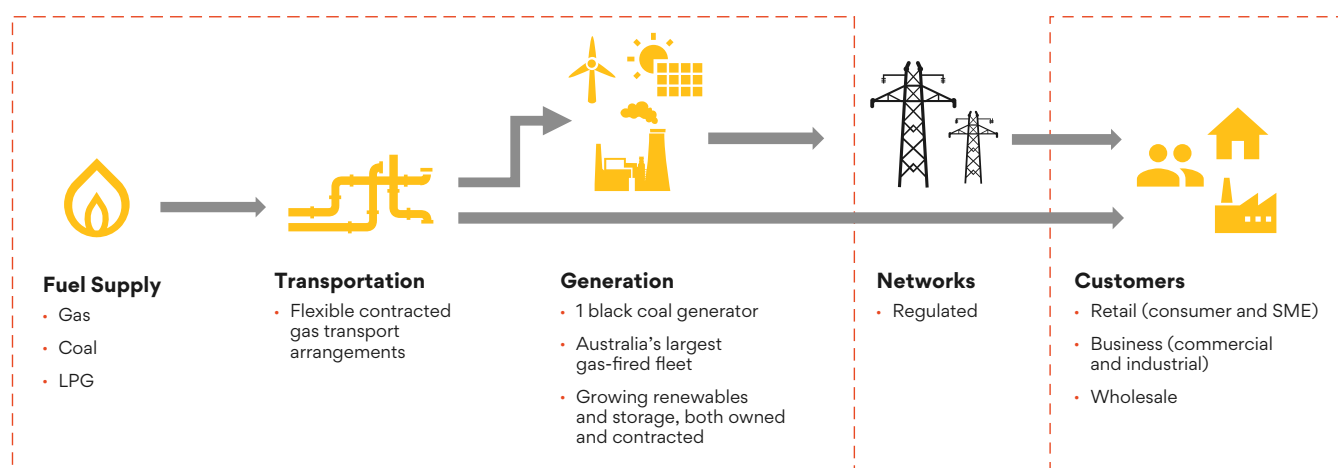 Fuel Supply
• Gas
• Coal
• LPG
Transportation
• Flexible contracted
gas transport
arrangements
Generation
• 1 black coal generator
• Australia’s largest
gas-fired fleet
• Growing renewables
and storage, both owned
and contracted
Networks
• Regulated
Customers
• Retail (consumer and SME)
• Business (commercial
and industrial)
• Wholesale